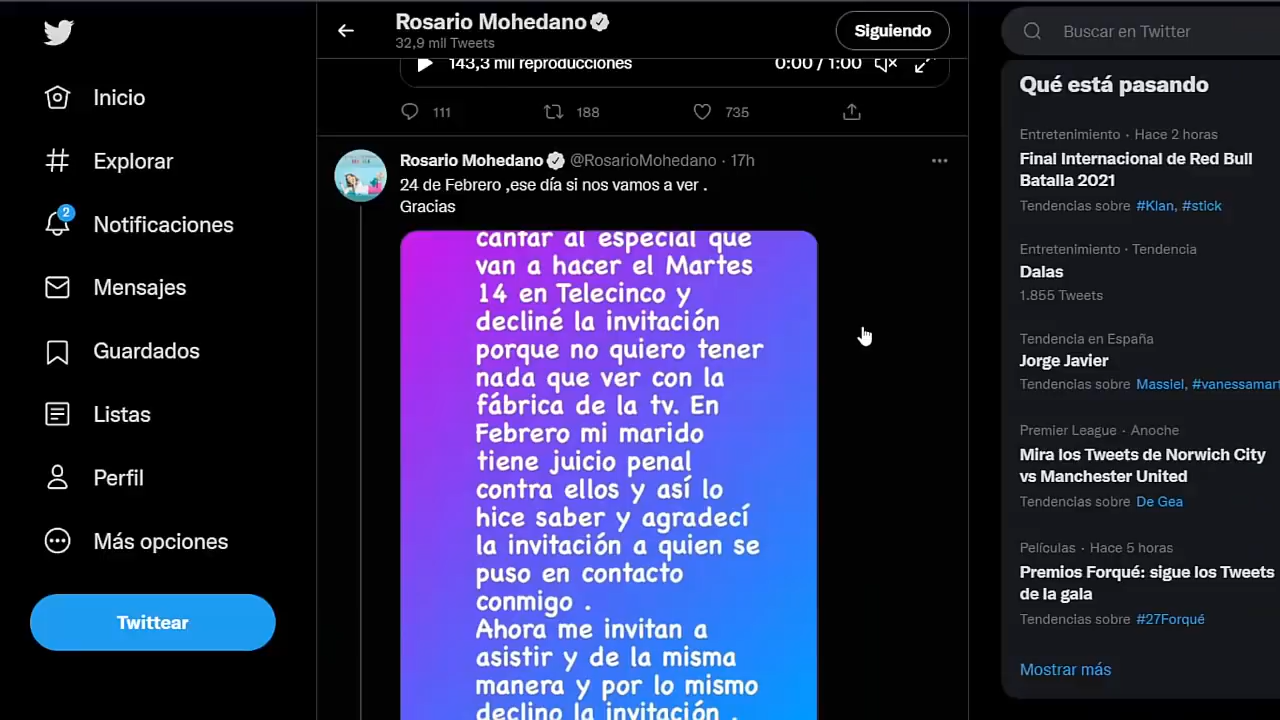 Rosario Mohedano
32,9 mil Tweets
Siguiendo
Buscar en Twitter
Inicio
Explorar
2
Notificaciones
Mensajes
Guardados
Listas
Perfil
Más opciones
Twittear
143,3 mil reproducciones
0:00 / 1:00
111
188
735
Rosario Mohedano @RosarioMohedano · 17h
24 de Febrero ,ese día si nos vamos a ver .
Gracias
cantar al especial que
van a hacer el Martes
14 en Telecinco y
decliné la invitación
porque no quiero tener
nada que ver con la
fábrica de la tv. En
Febrero mi marido
tiene juicio penal
contra ellos y así lo
hice saber y agradecí
la invitación a quien se
puso en contacto
conmigo .
Ahora me invitan a
asistir y de la misma
manera y por lo mismo
declino la invitación .
Qué está pasando
Entretenimiento · Hace 2 horas
Final Internacional de Red Bull
Batalla 2021
Tendencias sobre #Klan, #stick
Entretenimiento · Tendencia
Dalas
1.855 Tweets
Tendencia en España
Jorge Javier
Tendencias sobre Massiel, #vanessamart
Premier League · Anoche
Mira los Tweets de Norwich City
vs Manchester United
Tendencias sobre De Gea
Películas · Hace 5 horas
Premios Forqué: sigue los Tweets
de la gala
Tendencias sobre #27Forqué
Mostrar más